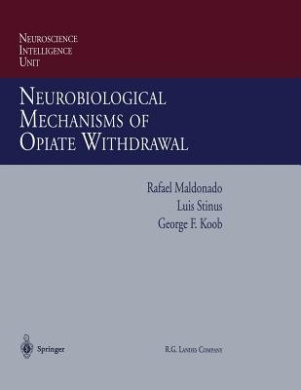 Neuroscience
Intelligence
Unit
Neurobiological
Mechanisms of
Opiate Withdrawal
Rafael Maldonado
Luis Stinus
George F. Koob
Springer
R.G. Landes Company